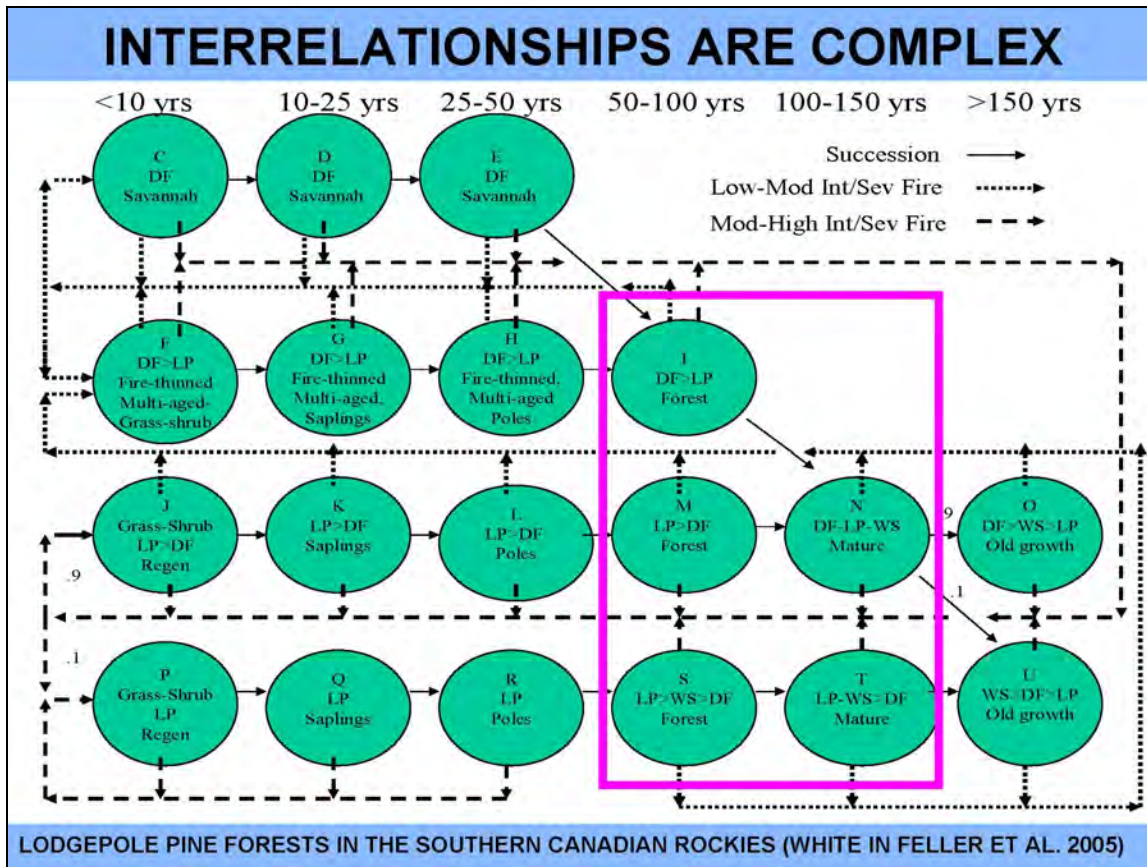 INTERRELATIONSHIPS ARE COMPLEX
<10 yrs
10-25 yrs
25-50 yrs
50-100 yrs
100-150 yrs
>150 yrs
Succession
Low-Mod Int/Sev Fire
Mod-High Int/Sev Fire
C
DF
Savannah
D
DF
Savannah
E
DF
Savannah
F
DF>LP
Fire-thinned
Multi-aged-
Grass-shrub
G
DF>LP
Fire-thinned
Multi-aged,
Saplings
H
DF>LP
Fire-thinned,
Multi-aged
Poles
I
DF>LP
Forest
J
Grass-Shrub
LP>DF
Regen
K
LP>DF
Saplings
L
LP>DF
Poles
M
LP>DF
Forest
N
DF-LP-WS
Mature
.9
O
DF>WS>LP
Old growth
.9
.1
.1
P
Grass-Shrub
LP
Regen
Q
LP
Saplings
R
LP
Poles
S
LP>WS>DF
Forest
T
LP-WS>DF
Mature
U
WS>DF>LP
Old growth
LODGEPOLE PINE FORESTS IN THE SOUTHERN CANADIAN ROCKIES (WHITE IN FELLER ET AL. 2005)